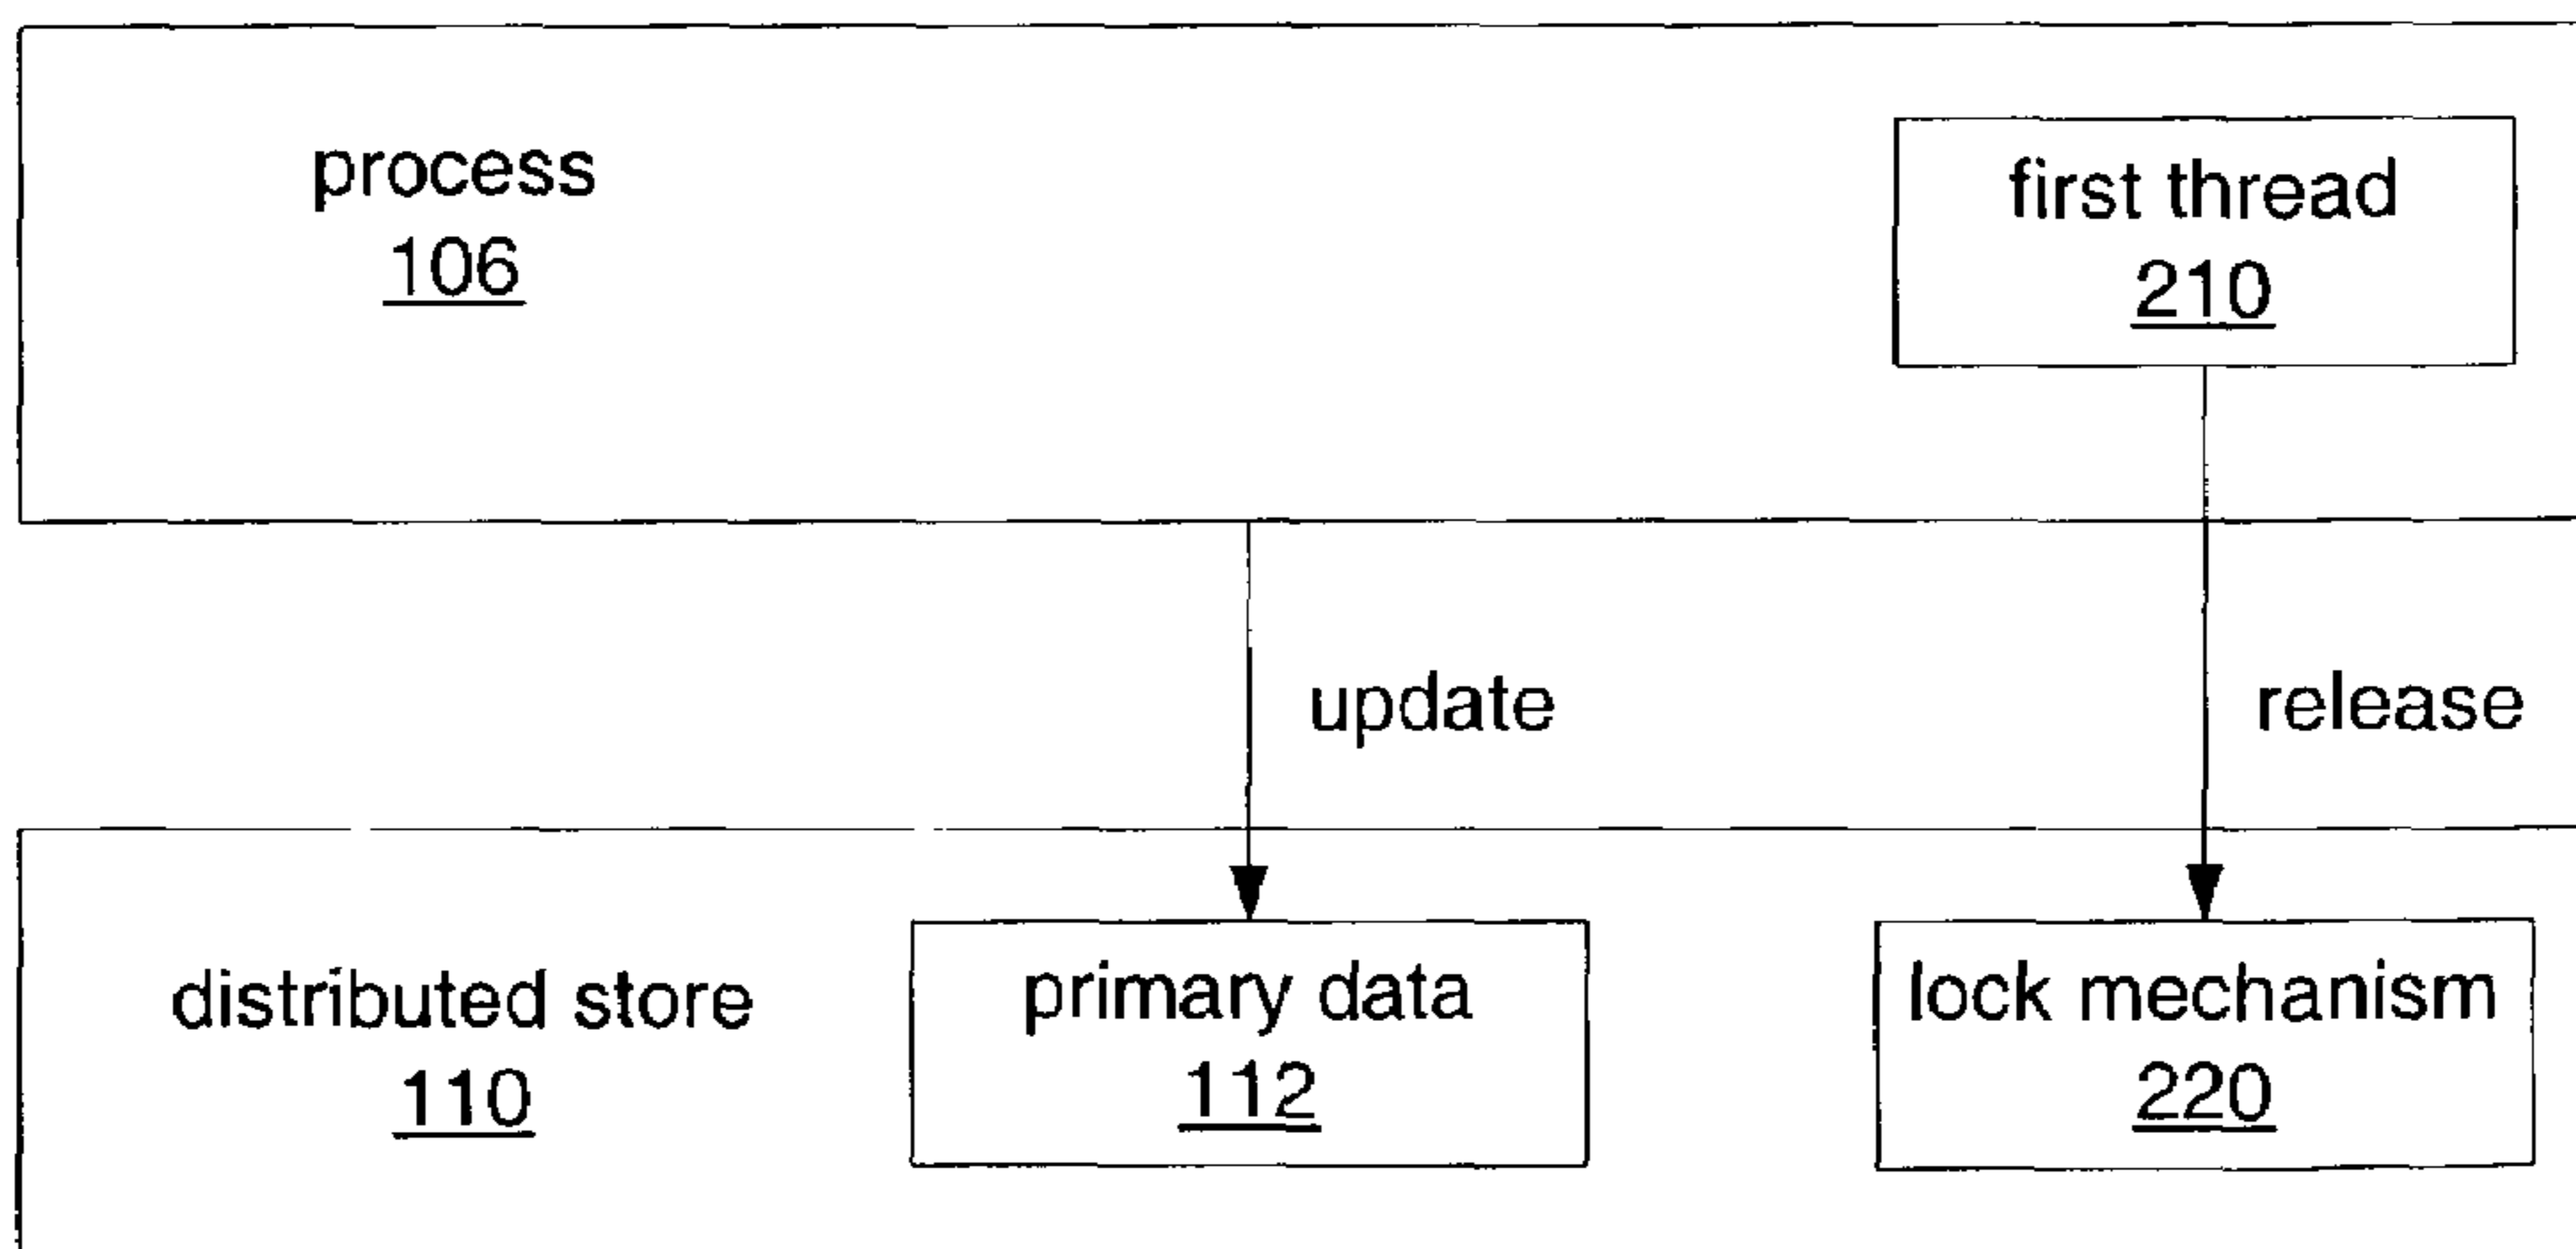 process
106
first thread
210
update
release
distributed store
110
primary data
112
lock mechanism
220